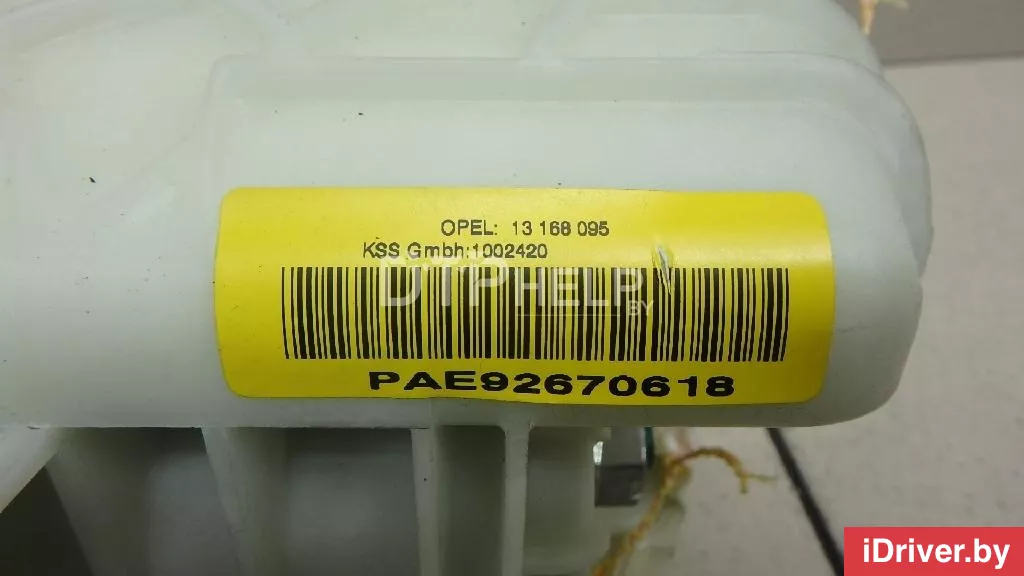 OPEL: 13 168 095
KSS Gmbh:1002420
DTPHELP.BY
PAE92670618
iDriver.by